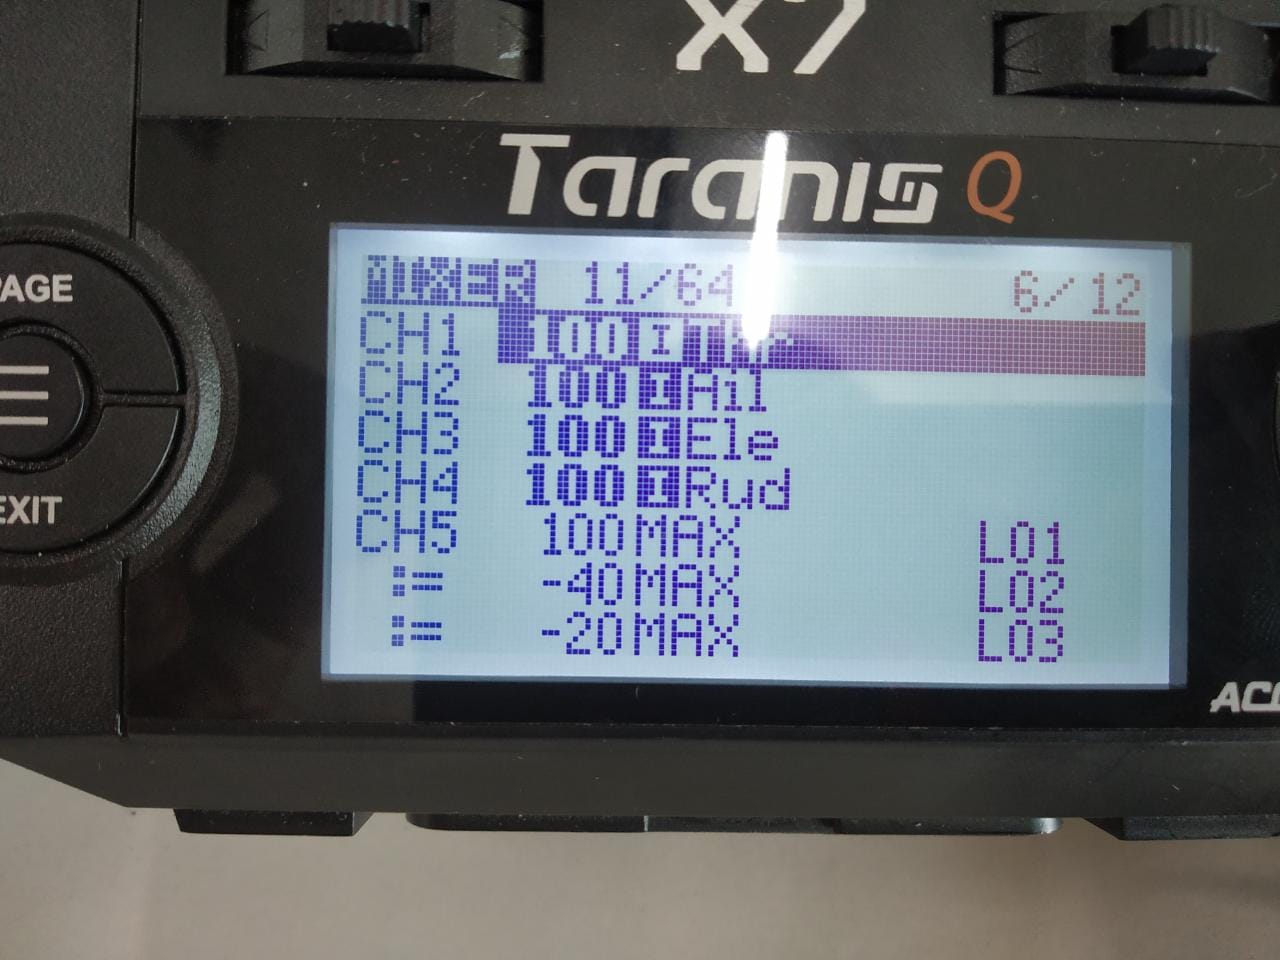 X7
Taranis Q
PAGE
EXIT
MIXER 11/64 6/12
CH1 100 I Thr
CH2 100 I Ail
CH3 100 I Ele
CH4 100 I Rud
CH5 100 MAX L01
:= -40 MAX L02
:= -20 MAX L03